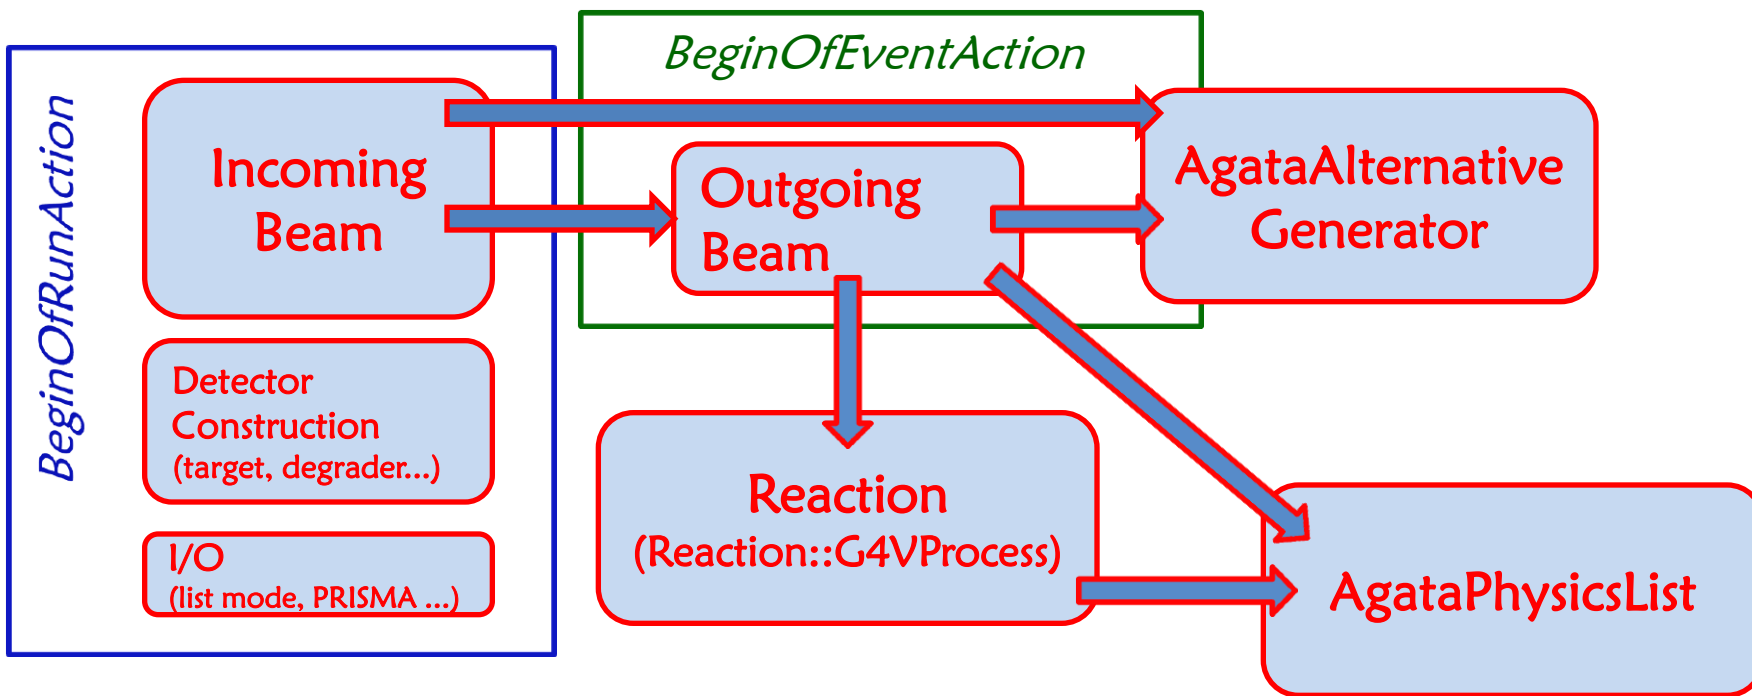 BeginOfRunAction
Incoming
Beam
Detector
Construction
(target, degrader...)
I/O
(list mode, PRISMA ...)
BeginOfEventAction
Outgoing
Beam
AgataAlternative
Generator
Reaction
(Reaction::G4VProcess)
AgataPhysicsList